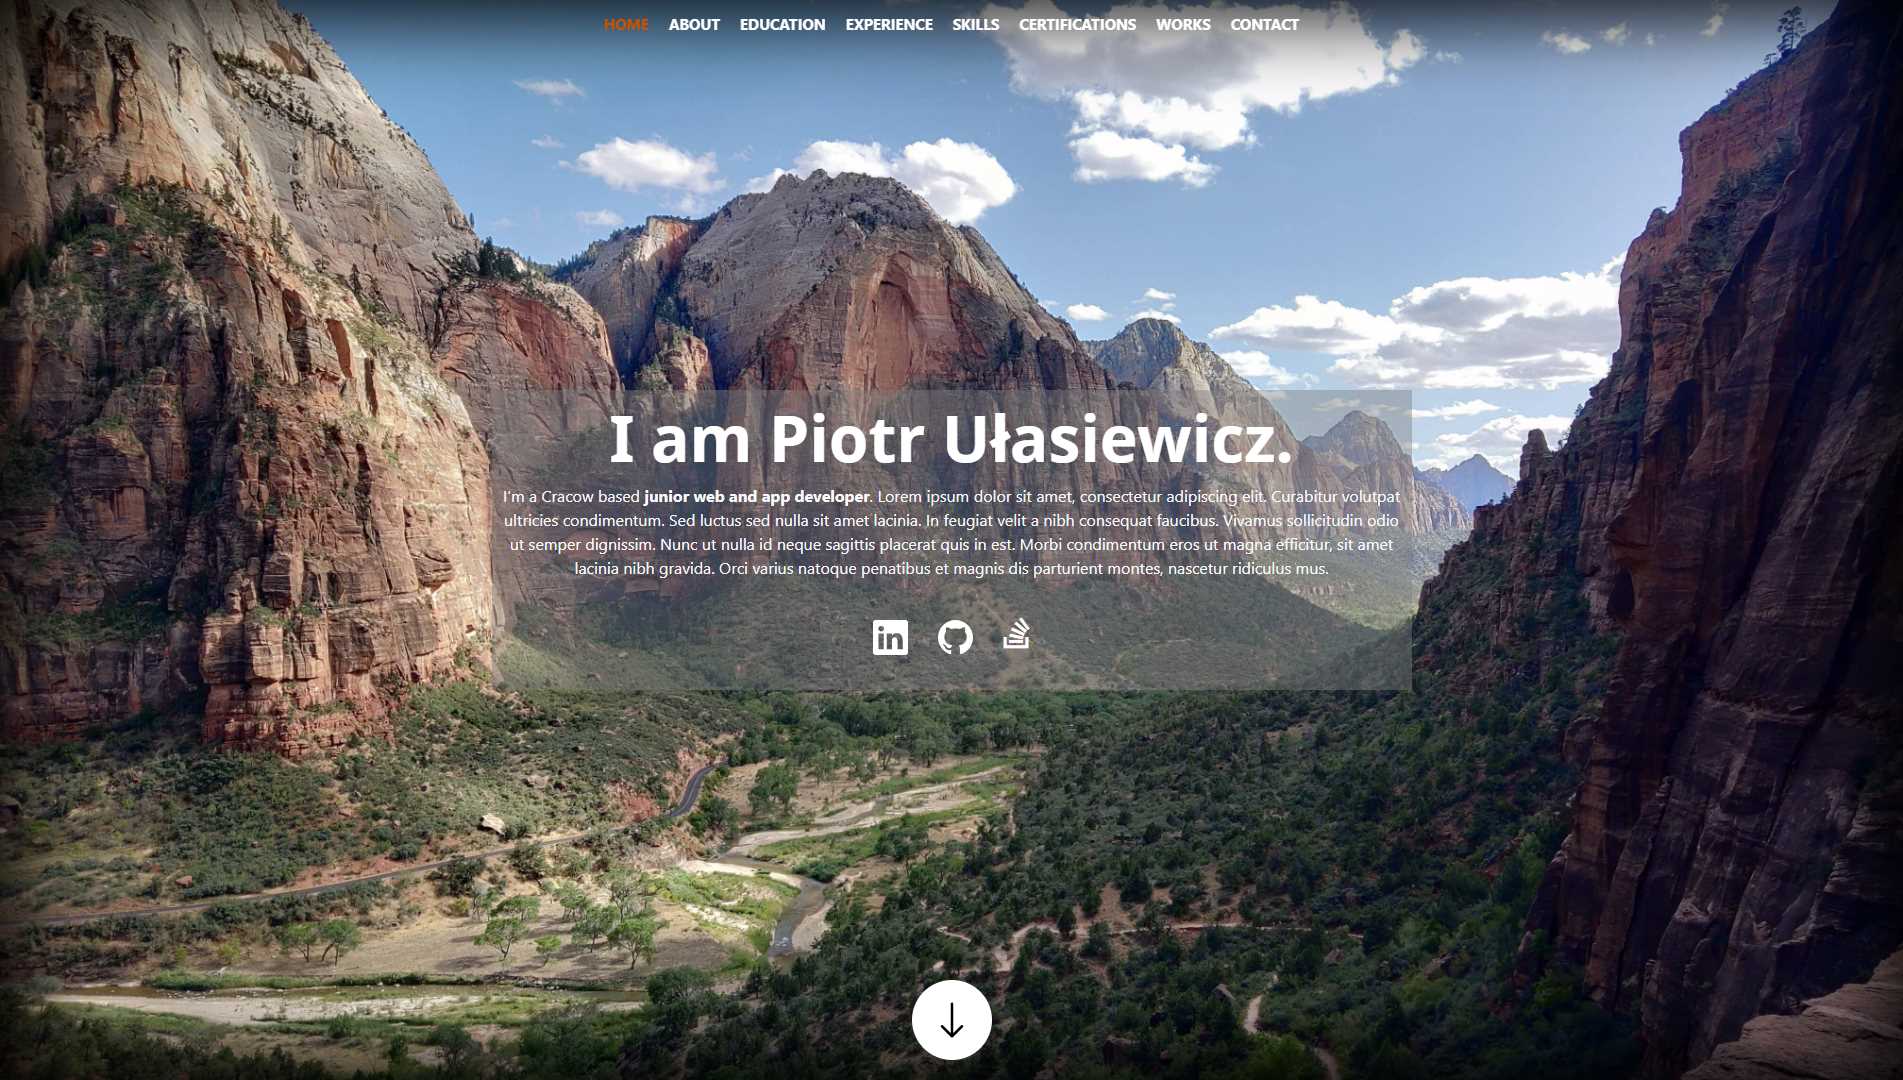 HOME ABOUT EDUCATION EXPERIENCE SKILLS CERTIFICATIONS WORKS CONTACT
I am Piotr Ułasiewicz.
I'm a Cracow based junior web and app developer. Lorem ipsum dolor sit amet, consectetur adipiscing elit. Curabitur volutpat
ultricies condimentum. Sed luctus sed nulla sit amet lacinia. In feugiat velit a nibh consequat faucibus. Vivamus sollicitudin odio
ut semper dignissim. Nunc ut nulla id neque sagittis placerat quis in est. Morbi condimentum eros ut magna efficitur, sit amet
lacinia nibh gravida. Orci varius natoque penatibus et magnis dis parturient montes, nascetur ridiculus mus.
in